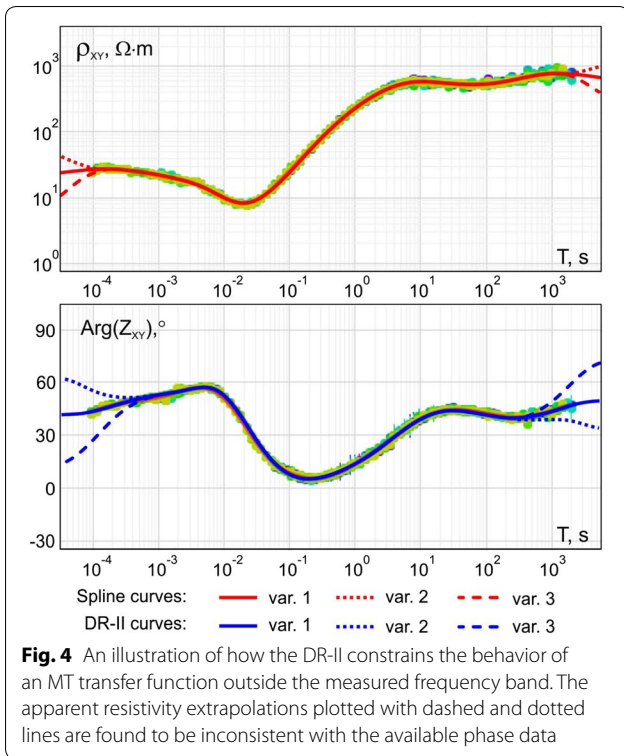 ρXY, Ω·m
10³
10²
10¹
10⁰
T, s
10⁻⁴ 10⁻³ 10⁻² 10⁻¹ 10⁰ 10¹ 10² 10³
Arg(ZXY),°
90
60
30
0
-30
T, s
10⁻⁴ 10⁻³ 10⁻² 10⁻¹ 10⁰ 10¹ 10² 10³
Spline curves: var. 1 var. 2 var. 3
DR-II curves: var. 1 var. 2 var. 3
Fig. 4 An illustration of how the DR-II constrains the behavior of
an MT transfer function outside the measured frequency band. The
apparent resistivity extrapolations plotted with dashed and dotted
lines are found to be inconsistent with the available phase data